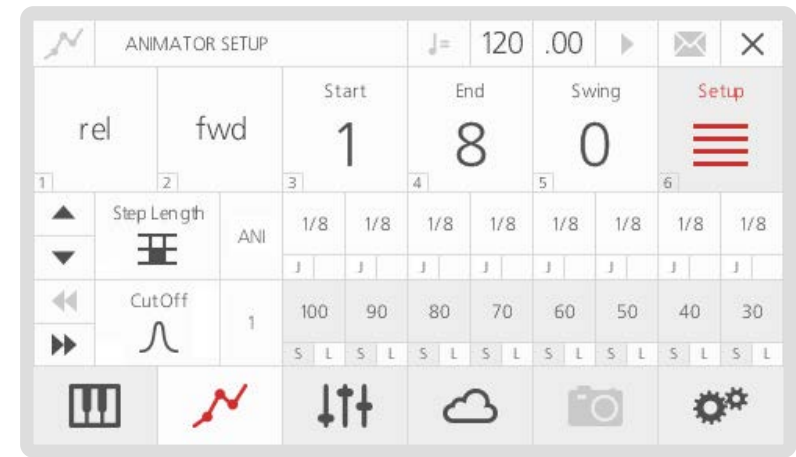 ANIMATOR SETUP = 120 .00
rel fwd Start End Swing Setup
1 8 0
1 2 3 4 5 6
Step Length ANI 1/8 1/8 1/8 1/8 1/8 1/8 1/8 1/8
J J J J J J J J
CutOff 1 100 90 80 70 60 50 40 30
S L S L S L S L S L S L S L S L